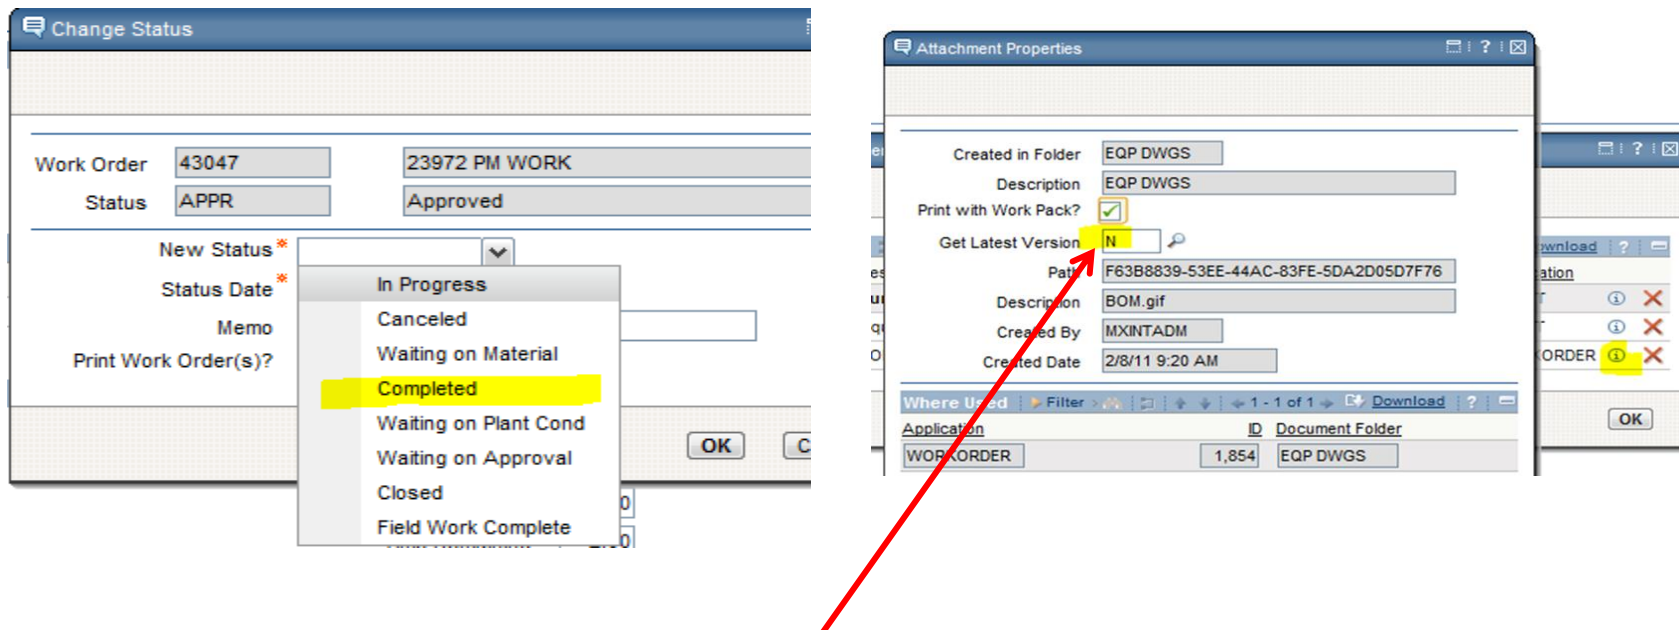 Change Status
Work Order 43047 23972 PM WORK
Status APPR Approved
New Status*
Status Date*
Memo
Print Work Order(s)?
In Progress
Canceled
Waiting on Material
Completed
Waiting on Plant Cond
Waiting on Approval
Closed
Field Work Complete
OK C
0
Attachment Properties ?
Created in Folder EQP DWGS
Description EQP DWGS
Print with Work Pack?
Get Latest Version N
Path F63B8839-53EE-44AC-83FE-5DA2D05D7F76
Description BOM.gif
Created By MXINTADM
Created Date 2/8/11 9:20 AM
Where Used Filter 1 - 1 of 1 Download ?
Application ID Document Folder
WORKORDER 1,854 EQP DWGS
?
ownload ?
ation
T
T
KORDER
OK